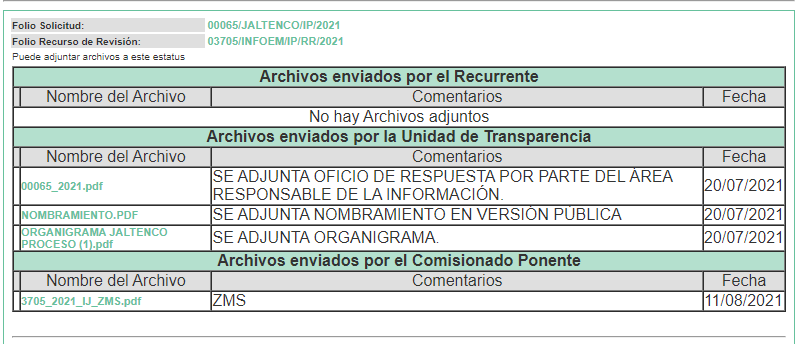 Folio Solicitud: 00065/JALTENCO/IP/2021
Folio Recurso de Revisión: 03705/INFOEM/IP/RR/2021
Puede adjuntar archivos a este estatus
Archivos enviados por el Recurrente
Nombre del Archivo Comentarios Fecha
No hay Archivos adjuntos
Archivos enviados por la Unidad de Transparencia
Nombre del Archivo Comentarios Fecha
00065_2021.pdf SE ADJUNTA OFICIO DE RESPUESTA POR PARTE DEL ÁREA
RESPONSABLE DE LA INFORMACIÓN. 20/07/2021
NOMBRAMIENTO.PDF SE ADJUNTA NOMBRAMIENTO EN VERSIÓN PÚBLICA 20/07/2021
ORGANIGRAMA JALTENCO
PROCESO (1).pdf SE ADJUNTA ORGANIGRAMA. 20/07/2021
Archivos enviados por el Comisionado Ponente
Nombre del Archivo Comentarios Fecha
3705_2021_IJ_ZMS.pdf ZMS 11/08/2021